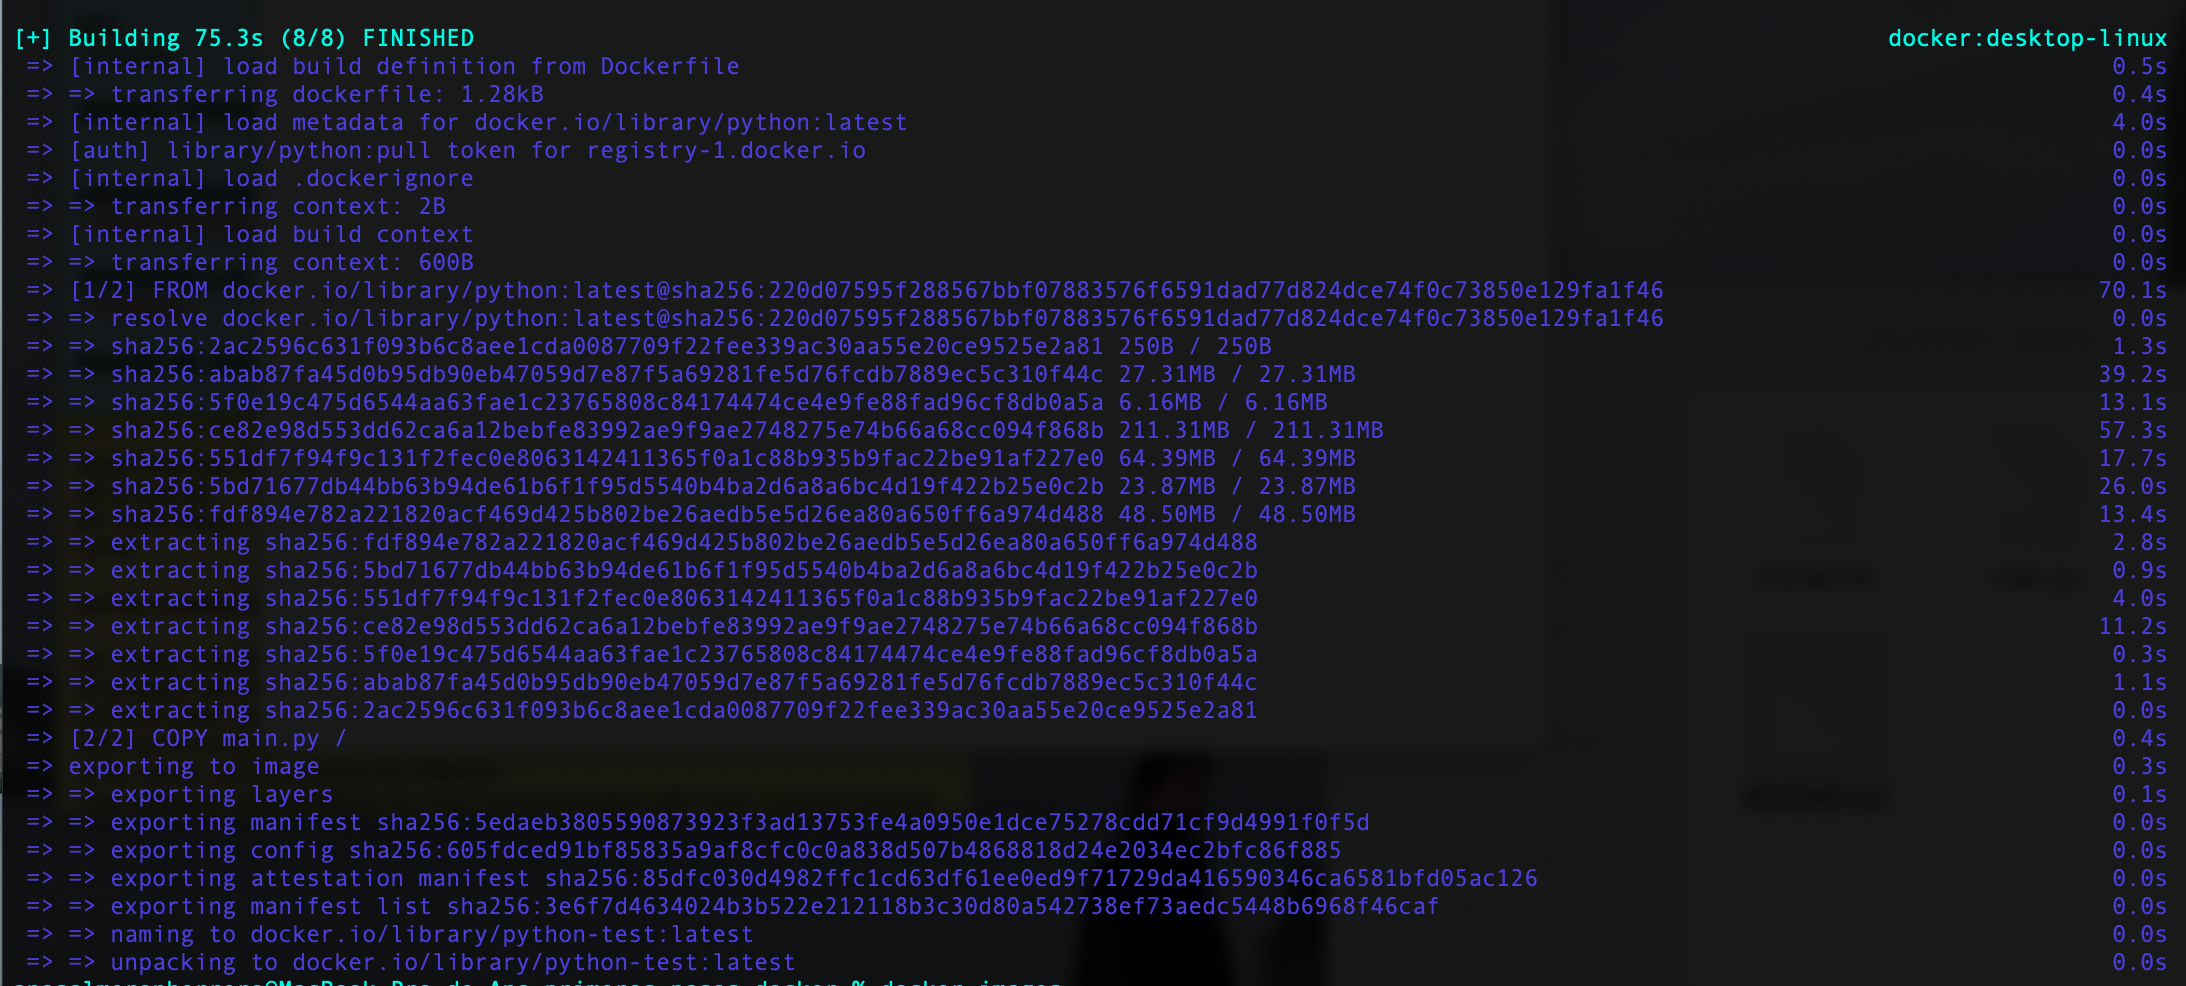 [+] Building 75.3s (8/8) FINISHED docker:desktop-linux
=> [internal] load build definition from Dockerfile 0.5s
=> => transferring dockerfile: 1.28kB 0.4s
=> [internal] load metadata for docker.io/library/python:latest 4.0s
=> [auth] library/python:pull token for registry-1.docker.io 0.0s
=> [internal] load .dockerignore 0.0s
=> => transferring context: 2B 0.0s
=> [internal] load build context 0.0s
=> => transferring context: 600B 0.0s
=> [1/2] FROM docker.io/library/python:latest@sha256:220d07595f288567bbf07883576f6591dad77d824dce74f0c73850e129fa1f46 70.1s
=> => resolve docker.io/library/python:latest@sha256:220d07595f288567bbf07883576f6591dad77d824dce74f0c73850e129fa1f46 0.0s
=> => sha256:2ac2596c631f093b6c8aee1cda0087709f22fee339ac30aa55e20ce9525e2a81 250B / 250B 1.3s
=> => sha256:abab87fa45d0b95db90eb47059d7e87f5a69281fe5d76fcdb7889ec5c310f44c 27.31MB / 27.31MB 39.2s
=> => sha256:5f0e19c475d6544aa63fae1c23765808c84174474ce4e9fe88fad96cf8db0a5a 6.16MB / 6.16MB 13.1s
=> => sha256:ce82e98d553dd62ca6a12bebfe83992ae9f9ae2748275e74b66a68cc094f868b 211.31MB / 211.31MB 57.3s
=> => sha256:551df7f94f9c131f2fec0e8063142411365f0a1c88b935b9fac22be91af227e0 64.39MB / 64.39MB 17.7s
=> => sha256:5bd71677db44bb63b94de61b6f1f95d5540b4ba2d6a8a6bc4d19f422b25e0c2b 23.87MB / 23.87MB 26.0s
=> => sha256:fdf894e782a221820acf469d425b802be26aedb5e5d26ea80a650ff6a974d488 48.50MB / 48.50MB 13.4s
=> => extracting sha256:fdf894e782a221820acf469d425b802be26aedb5e5d26ea80a650ff6a974d488 2.8s
=> => extracting sha256:5bd71677db44bb63b94de61b6f1f95d5540b4ba2d6a8a6bc4d19f422b25e0c2b 0.9s
=> => extracting sha256:551df7f94f9c131f2fec0e8063142411365f0a1c88b935b9fac22be91af227e0 4.0s
=> => extracting sha256:ce82e98d553dd62ca6a12bebfe83992ae9f9ae2748275e74b66a68cc094f868b 11.2s
=> => extracting sha256:5f0e19c475d6544aa63fae1c23765808c84174474ce4e9fe88fad96cf8db0a5a 0.3s
=> => extracting sha256:abab87fa45d0b95db90eb47059d7e87f5a69281fe5d76fcdb7889ec5c310f44c 1.1s
=> => extracting sha256:2ac2596c631f093b6c8aee1cda0087709f22fee339ac30aa55e20ce9525e2a81 0.0s
=> [2/2] COPY main.py / 0.4s
=> exporting to image 0.3s
=> => exporting layers 0.1s
=> => exporting manifest sha256:5edaeb3805590873923f3ad13753fe4a0950e1dce75278cdd71cf9d4991f0f5d 0.0s
=> => exporting config sha256:605fdced91bf85835a9af8cfc0c0a838d507b4868818d24e2034ec2bfc86f885 0.0s
=> => exporting attestation manifest sha256:85dfc030d4982ffc1cd63df61ee0ed9f71729da416590346ca6581bfd05ac126 0.0s
=> => exporting manifest list sha256:3e6f7d4634024b3b522e212118b3c30d80a542738ef73aedc5448b6968f46caf 0.0s
=> => naming to docker.io/library/python-test:latest 0.0s
=> => unpacking to docker.io/library/python-test:latest 0.0s